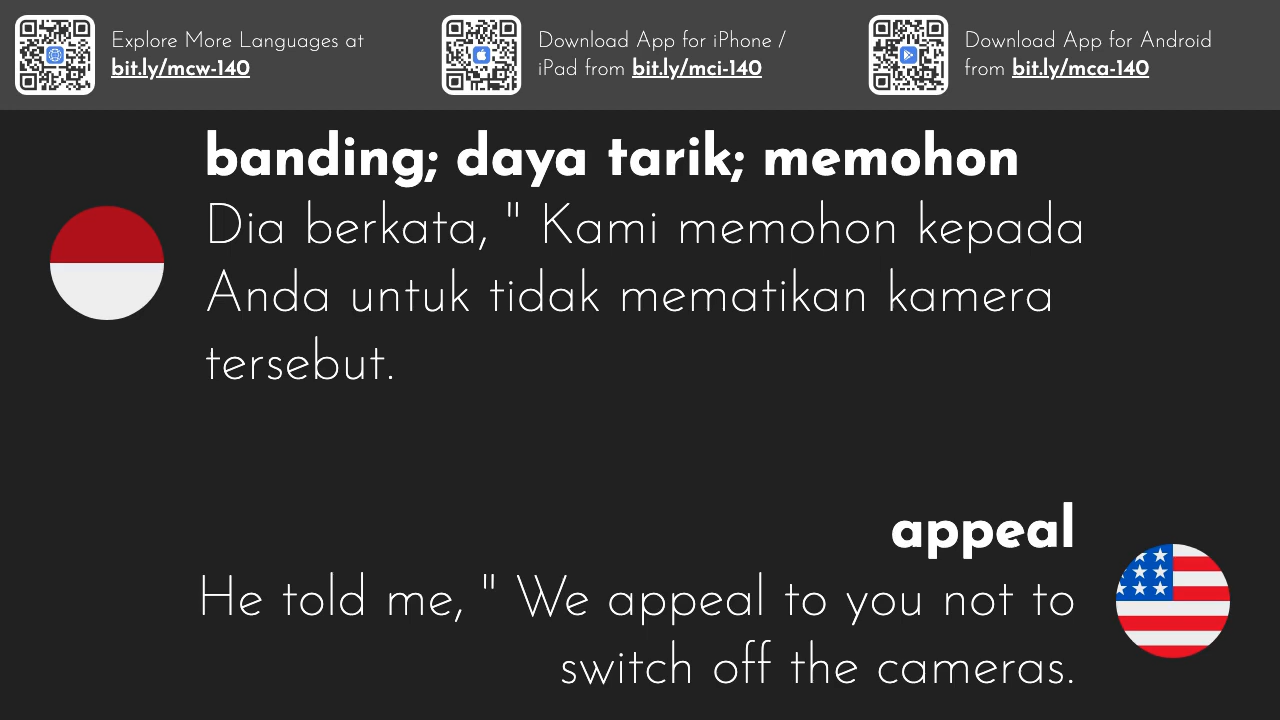 Explore More Languages at
bit.ly/mcw-140
Download App for iPhone /
iPad from bit.ly/mci-140
Download App for Android
from bit.ly/mca-140
banding; daya tarik; memohon
Dia berkata, " Kami memohon kepada
Anda untuk tidak mematikan kamera
tersebut.
appeal
He told me, " We appeal to you not to
switch off the cameras.